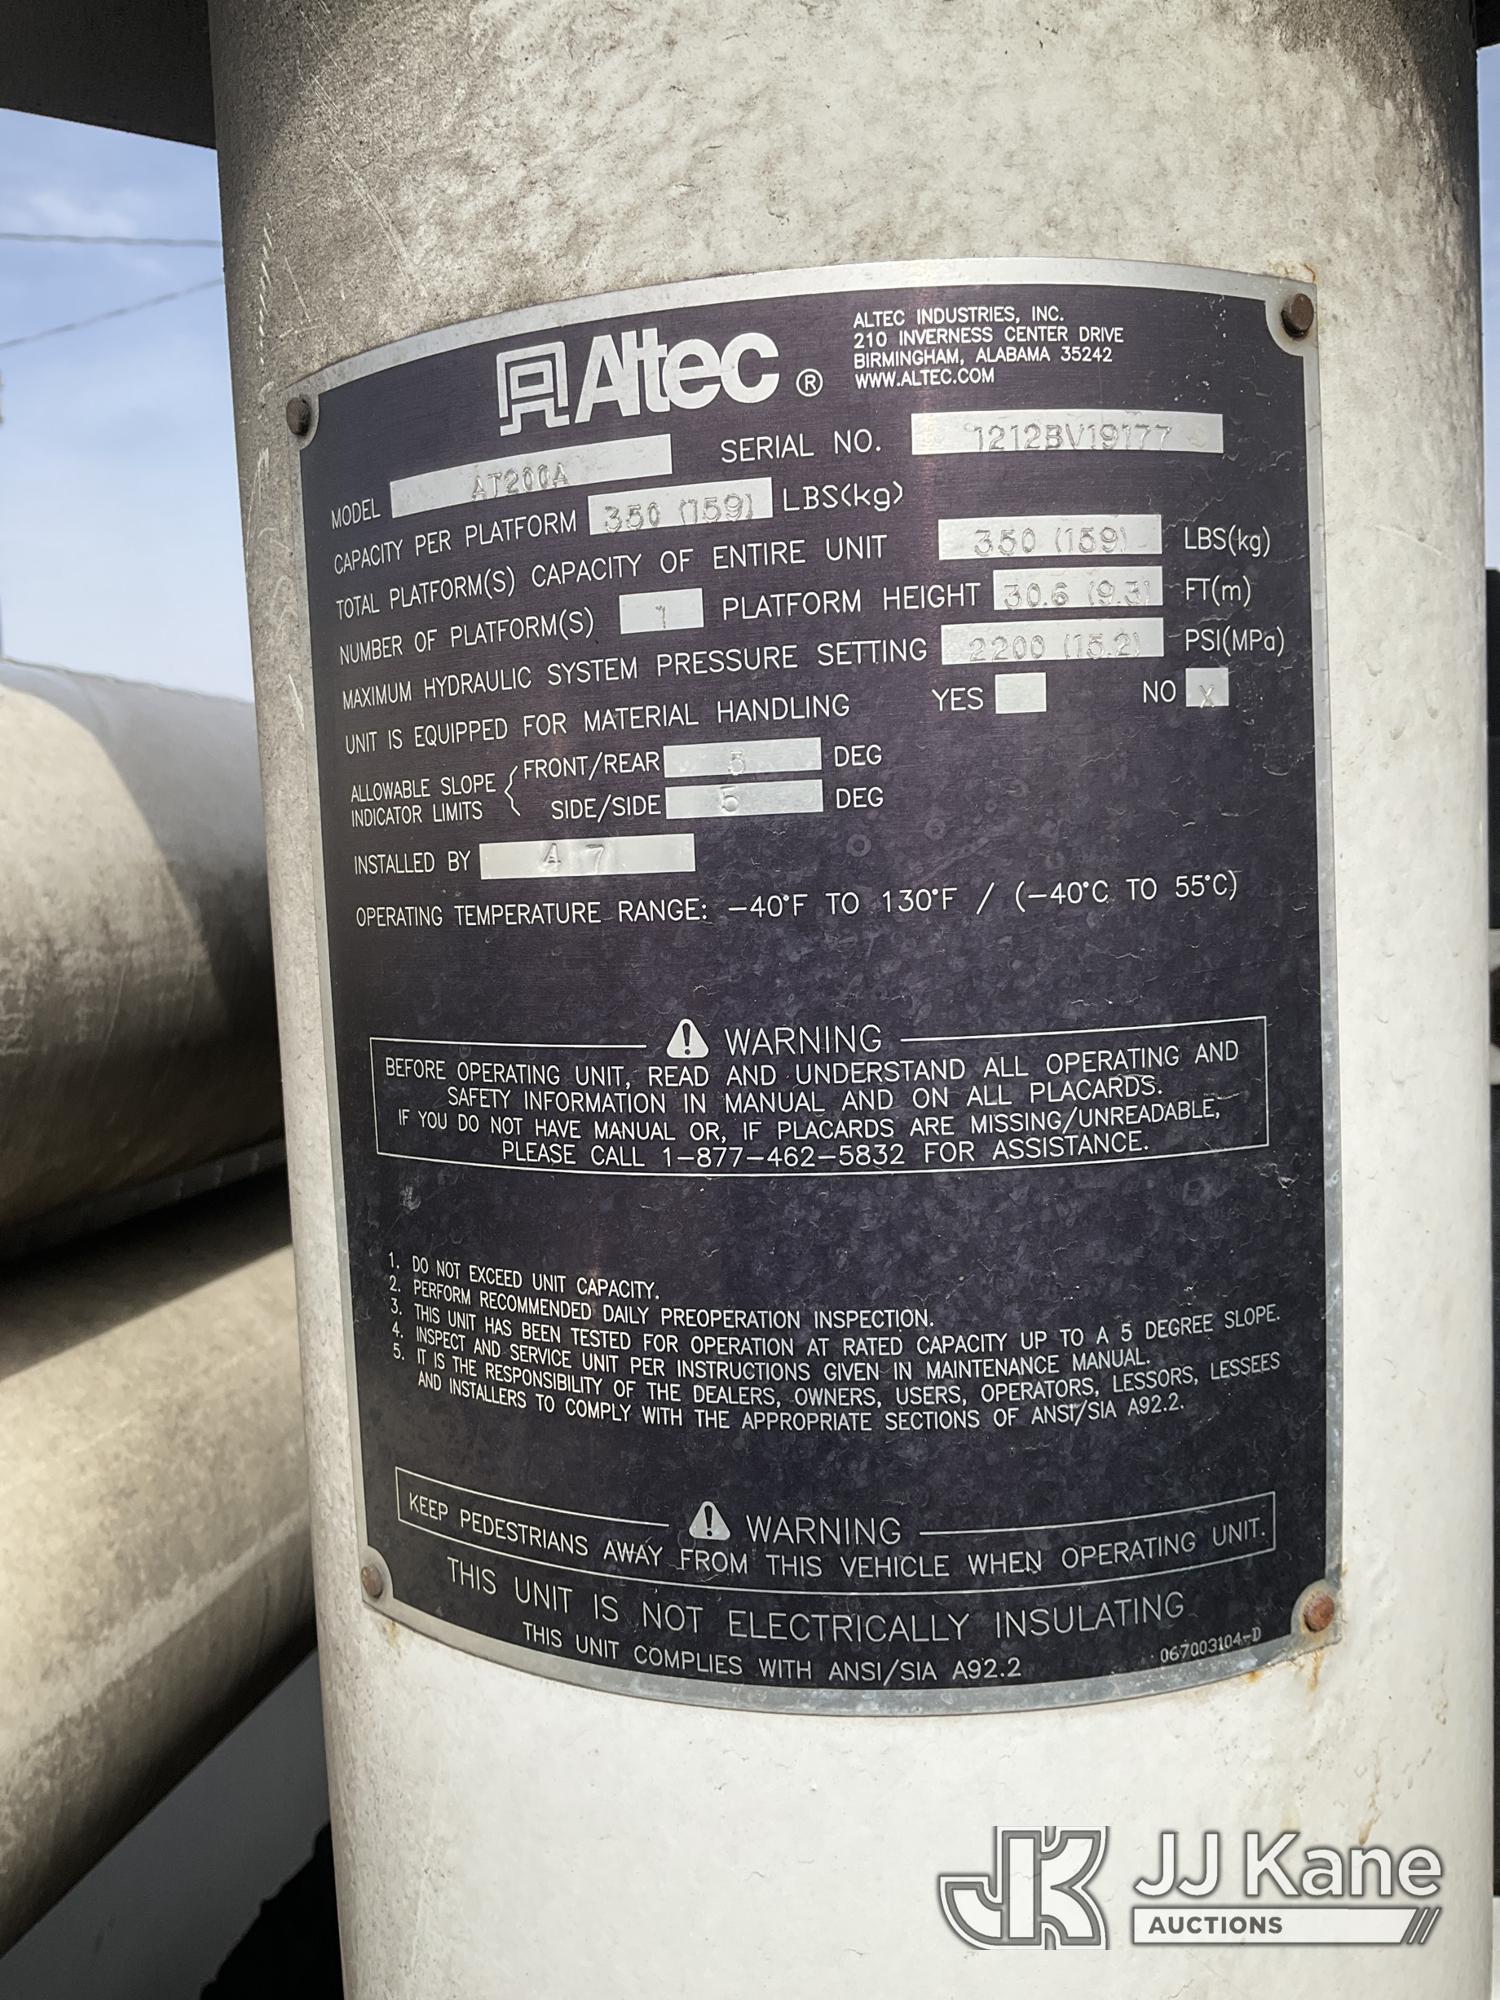 Altec ®
ALTEC INDUSTRIES, INC.
210 INVERNESS CENTER DRIVE
BIRMINGHAM, ALABAMA 35242
WWW.ALTEC.COM
MODEL AT200A SERIAL NO. 1212BV19177
CAPACITY PER PLATFORM 350 (159) LBS(kg)
TOTAL PLATFORM(S) CAPACITY OF ENTIRE UNIT 350 (159) LBS(kg)
NUMBER OF PLATFORM(S) 1 PLATFORM HEIGHT 30.6 (9.3) FT(m)
MAXIMUM HYDRAULIC SYSTEM PRESSURE SETTING 2200 (15.2) PSI(MPa)
UNIT IS EQUIPPED FOR MATERIAL HANDLING YES NO X
ALLOWABLE SLOPE INDICATOR LIMITS
FRONT/REAR 5 DEG
SIDE/SIDE 5 DEG
INSTALLED BY A 7
OPERATING TEMPERATURE RANGE: -40°F TO 130°F / (-40°C TO 55°C)
WARNING
BEFORE OPERATING UNIT, READ AND UNDERSTAND ALL OPERATING AND
SAFETY INFORMATION IN MANUAL AND ON ALL PLACARDS.
IF YOU DO NOT HAVE MANUAL OR, IF PLACARDS ARE MISSING/UNREADABLE,
PLEASE CALL 1-877-462-5832 FOR ASSISTANCE.
1. DO NOT EXCEED UNIT CAPACITY.
2. PERFORM RECOMMENDED DAILY PREOPERATION INSPECTION.
3. THIS UNIT HAS BEEN TESTED FOR OPERATION AT RATED CAPACITY UP TO A 5 DEGREE SLOPE.
4. INSPECT AND SERVICE UNIT PER INSTRUCTIONS GIVEN IN MAINTENANCE MANUAL.
5. IT IS THE RESPONSIBILITY OF THE DEALERS, OWNERS, USERS, OPERATORS, LESSORS, LESSEES
AND INSTALLERS TO COMPLY WITH THE APPROPRIATE SECTIONS OF ANSI/SIA A92.2.
WARNING
KEEP PEDESTRIANS AWAY FROM THIS VEHICLE WHEN OPERATING UNIT.
THIS UNIT IS NOT ELECTRICALLY INSULATING
THIS UNIT COMPLIES WITH ANSI/SIA A92.2
067003104-D
JK JJ Kane
AUCTIONS